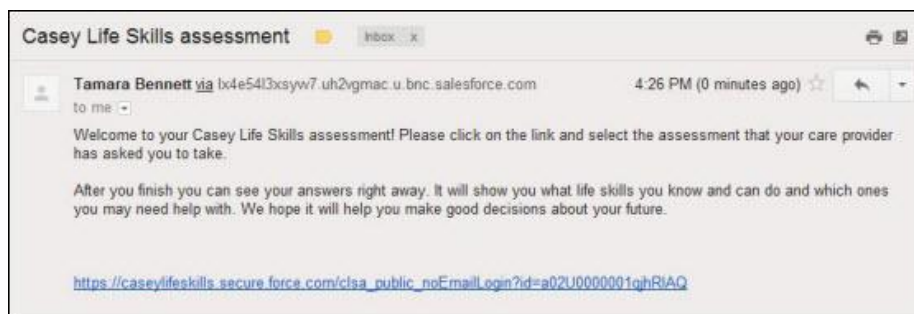 Casey Life Skills assessment Inbox x
Tamara Bennett via lx4e54l3xsyw7.uh2vgmac.u.bnc.salesforce.com 4:26 PM (0 minutes ago)
to me
Welcome to your Casey Life Skills assessment! Please click on the link and select the assessment that your care provider
has asked you to take.
After you finish you can see your answers right away. It will show you what life skills you know and can do and which ones
you may need help with. We hope it will help you make good decisions about your future.
https://caseylifeskills.secure.force.com/clsa_public_noEmailLogin?id=a02U0000001qjhRIAQ